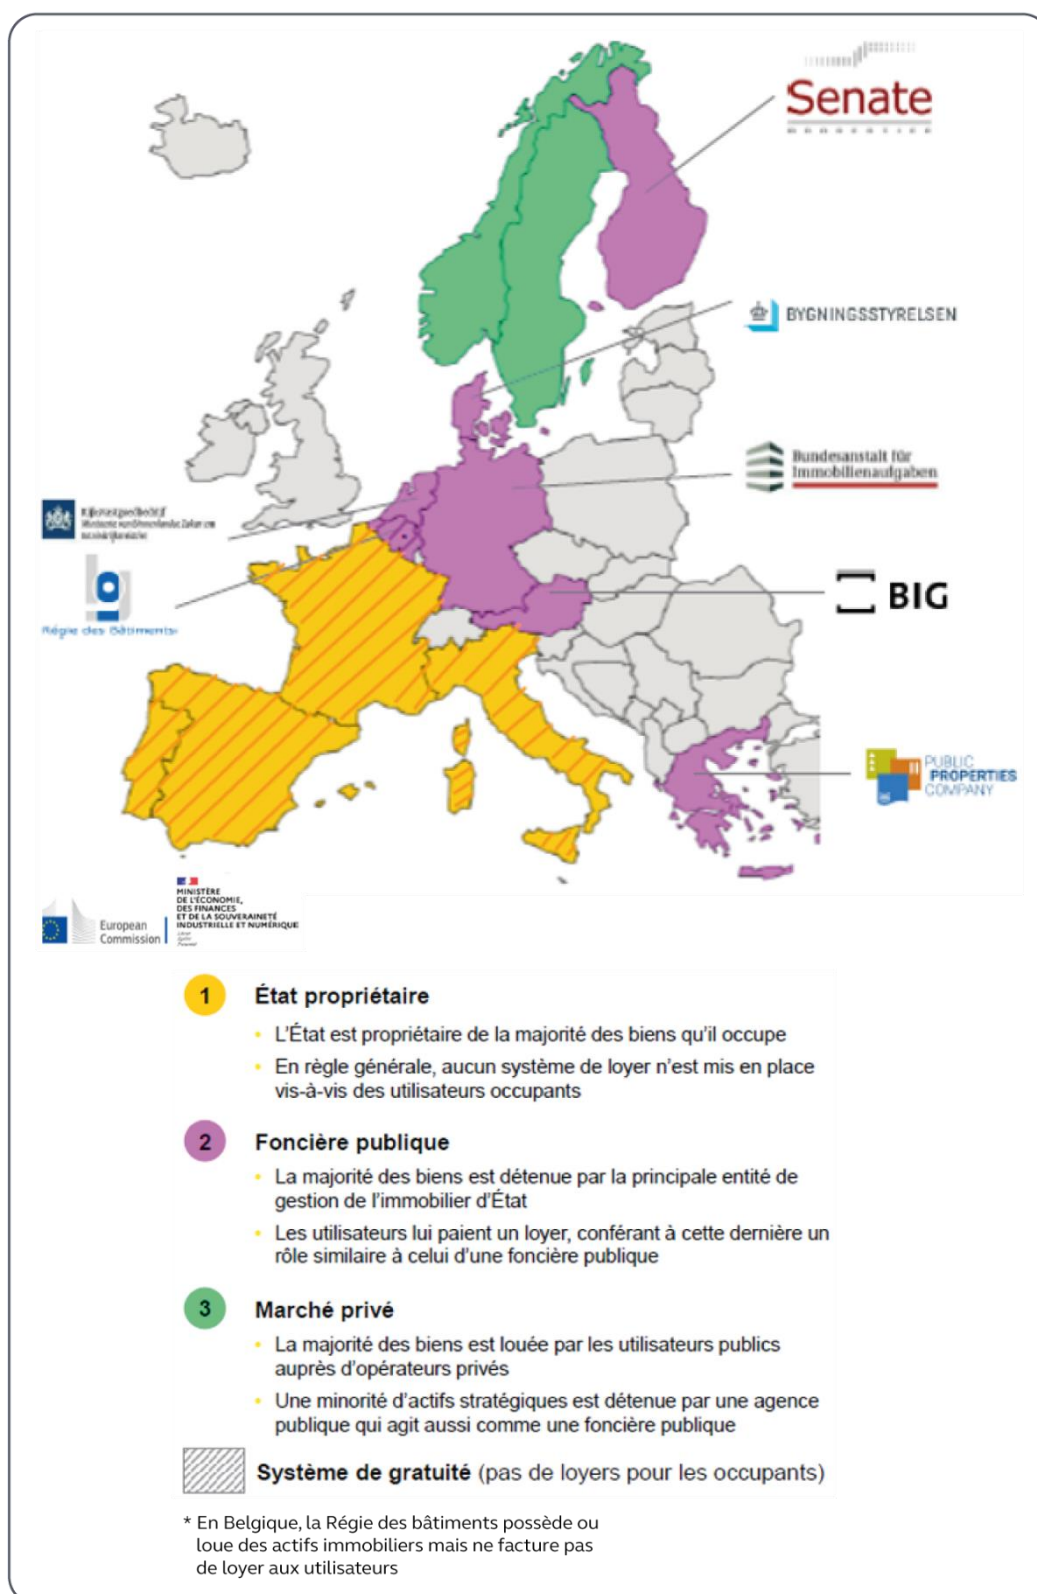 Senate
BYGNINGSSTYRELSEN
Bundesanstalt für
Immobilienaufgaben
Rijksvastgoedbedrijf
Régie des Bâtiments
BIG
PUBLIC
PROPERTIES
COMPANY
MINISTÈRE
DE L'ÉCONOMIE,
DES FINANCES
ET DE LA SOUVERAINETÉ
INDUSTRIELLE ET NUMÉRIQUE
European
Commission
1 État propriétaire
• L'État est propriétaire de la majorité des biens qu'il occupe
• En règle générale, aucun système de loyer n'est mis en place
vis-à-vis des utilisateurs occupants
2 Foncière publique
• La majorité des biens est détenue par la principale entité de
gestion de l'immobilier d'État
• Les utilisateurs lui paient un loyer, conférant à cette dernière un
rôle similaire à celui d'une foncière publique
3 Marché privé
• La majorité des biens est louée par les utilisateurs publics
auprès d'opérateurs privés
• Une minorité d'actifs stratégiques est détenue par une agence
publique qui agit aussi comme une foncière publique
Système de gratuité (pas de loyers pour les occupants)
* En Belgique, la Régie des bâtiments possède ou
loue des actifs immobiliers mais ne facture pas
de loyer aux utilisateurs